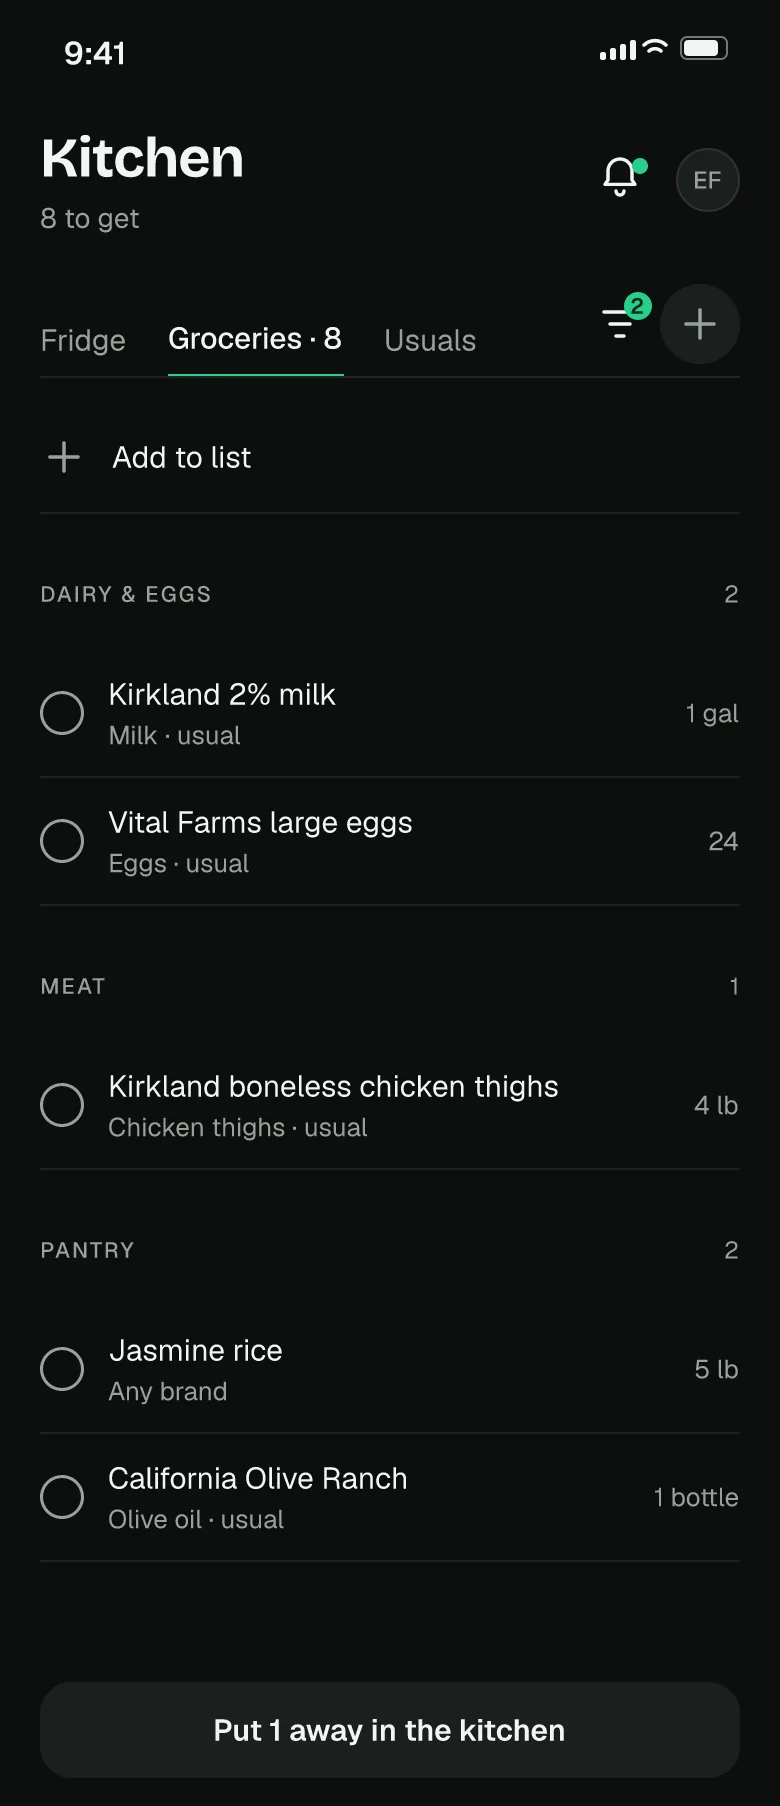 9:41
Kitchen
8 to get
EF
Fridge
Groceries · 8
Usuals
2
Add to list
DAIRY & EGGS
2
Kirkland 2% milk
Milk · usual
1 gal
Vital Farms large eggs
Eggs · usual
24
MEAT
1
Kirkland boneless chicken thighs
Chicken thighs · usual
4 lb
PANTRY
2
Jasmine rice
Any brand
5 lb
California Olive Ranch
Olive oil · usual
1 bottle
Put 1 away in the kitchen